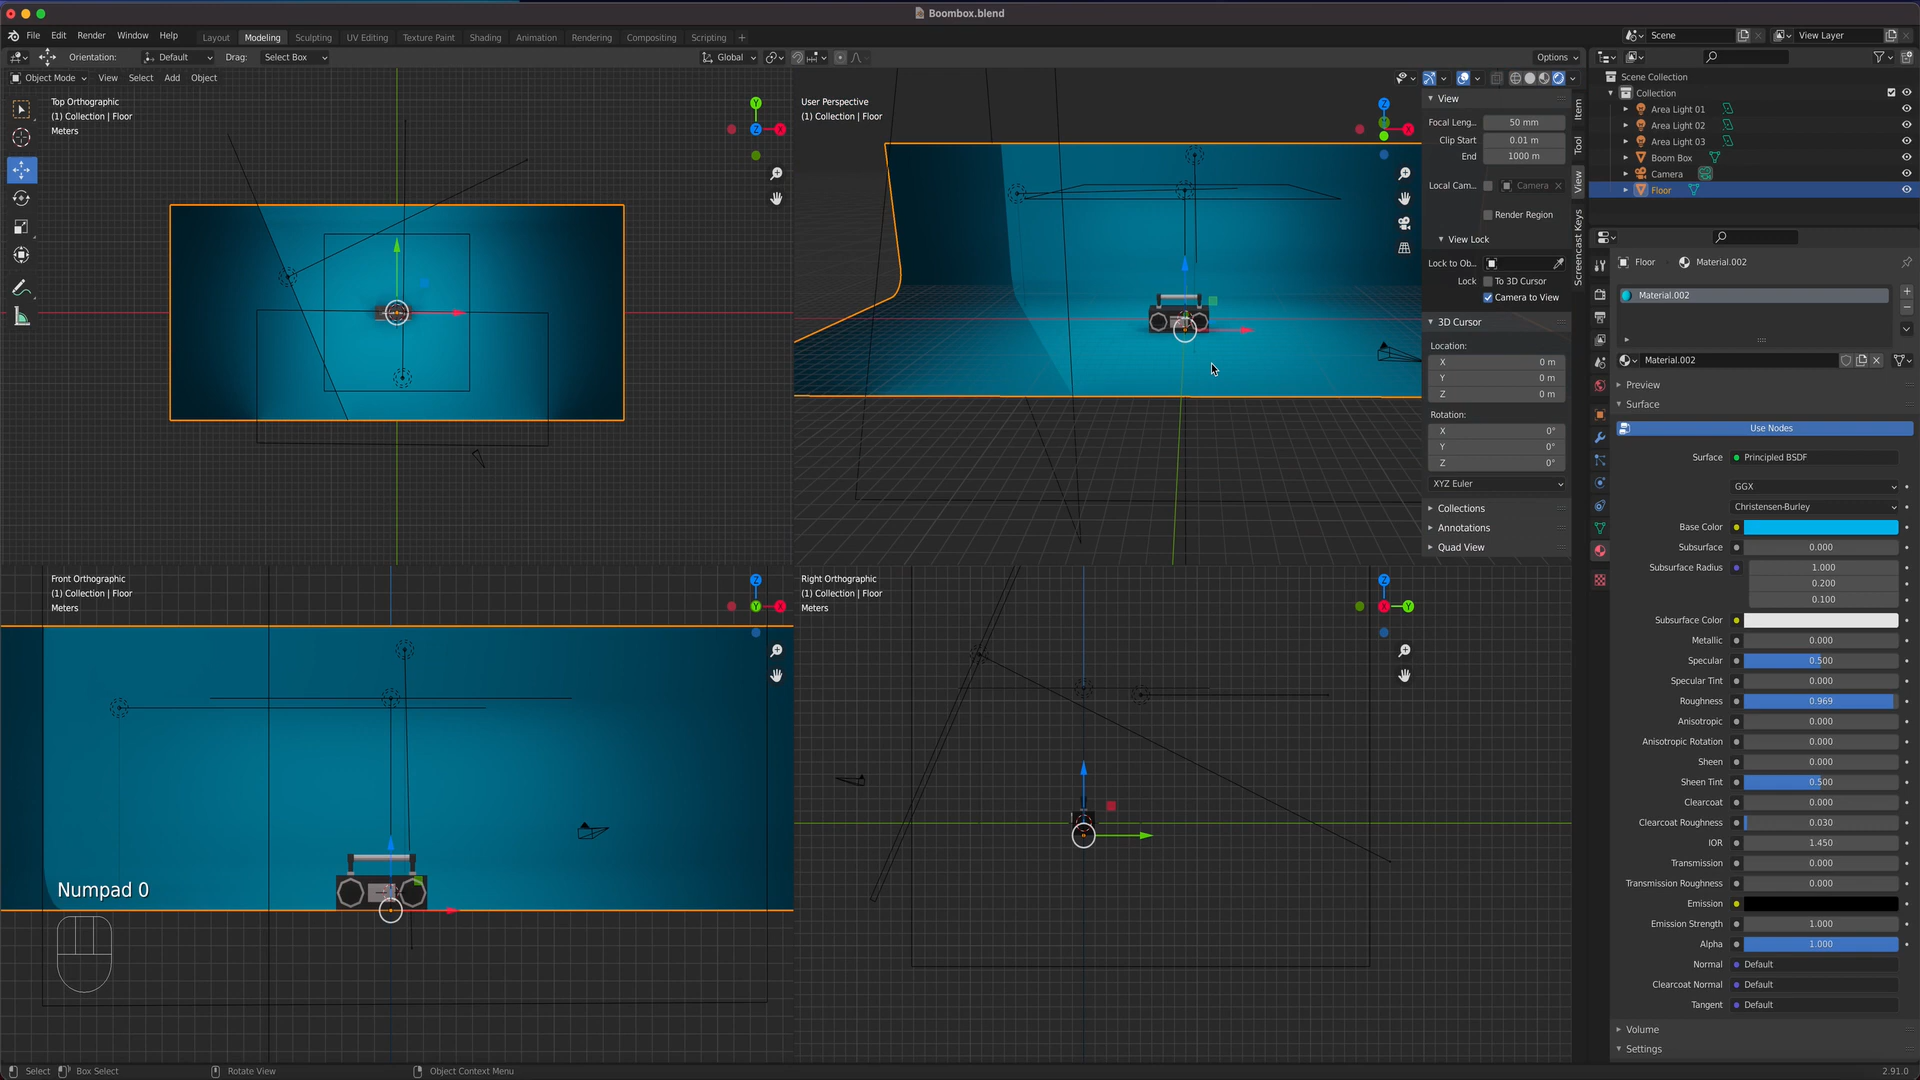 Boombox.blend
File Edit Render Window Help Layout Modeling Sculpting UV Editing Texture Paint Shading Animation Rendering Compositing Scripting + Scene View Layer
Orientation: Default Drag: Select Box Global Options
Object Mode View Select Add Object
Top Orthographic
(1) Collection | Floor
Meters
Y
Z
X
User Perspective
(1) Collection | Floor
Z
X
View
Focal Leng... 50 mm
Clip Start 0.01 m
End 1000 m
Local Cam... Camera
Render Region
View Lock
Lock to Ob...
Lock To 3D Cursor
Camera to View
3D Cursor
Location:
X 0 m
Y 0 m
Z 0 m
Rotation:
X 0°
Y 0°
Z 0°
XYZ Euler
Collections
Annotations
Quad View
Item
Tool
View
Screencast Keys
Front Orthographic
(1) Collection | Floor
Meters
Z
Y
X
Numpad 0
Right Orthographic
(1) Collection | Floor
Meters
Z
X
Y
Scene Collection
Collection
Area Light 01
Area Light 02
Area Light 03
Boom Box
Camera
Floor
Floor Material.002
Material.002
Material.002
Preview
Surface
Use Nodes
Surface Principled BSDF
GGX
Christensen-Burley
Base Color
Subsurface 0.000
Subsurface Radius 1.000
0.200
0.100
Subsurface Color
Metallic 0.000
Specular 0.500
Specular Tint 0.000
Roughness 0.969
Anisotropic 0.000
Anisotropic Rotation 0.000
Sheen 0.000
Sheen Tint 0.500
Clearcoat 0.000
Clearcoat Roughness 0.030
IOR 1.450
Transmission 0.000
Transmission Roughness 0.000
Emission
Emission Strength 1.000
Alpha 1.000
Normal Default
Clearcoat Normal Default
Tangent Default
Volume
Settings
Select Box Select Rotate View Object Context Menu 2.91.0